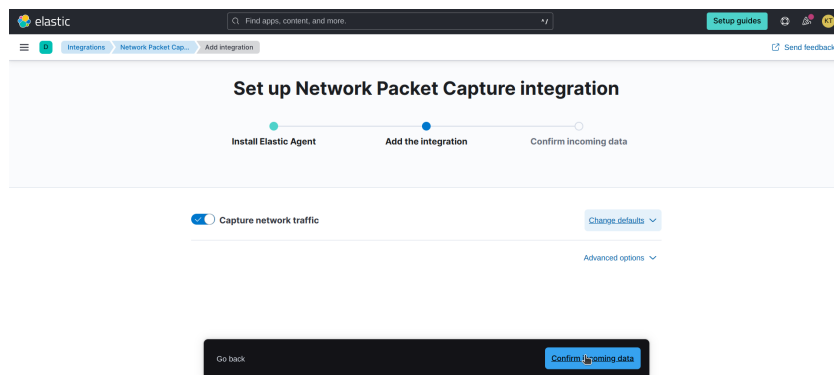 elastic
Find apps, content, and more.
^/
Setup guides
KT
D
Integrations
Network Packet Cap...
Add integration
Send feedback
Set up Network Packet Capture integration
Install Elastic Agent
Add the integration
Confirm incoming data
Capture network traffic
Change defaults
Advanced options
Go back
Confirm incoming data